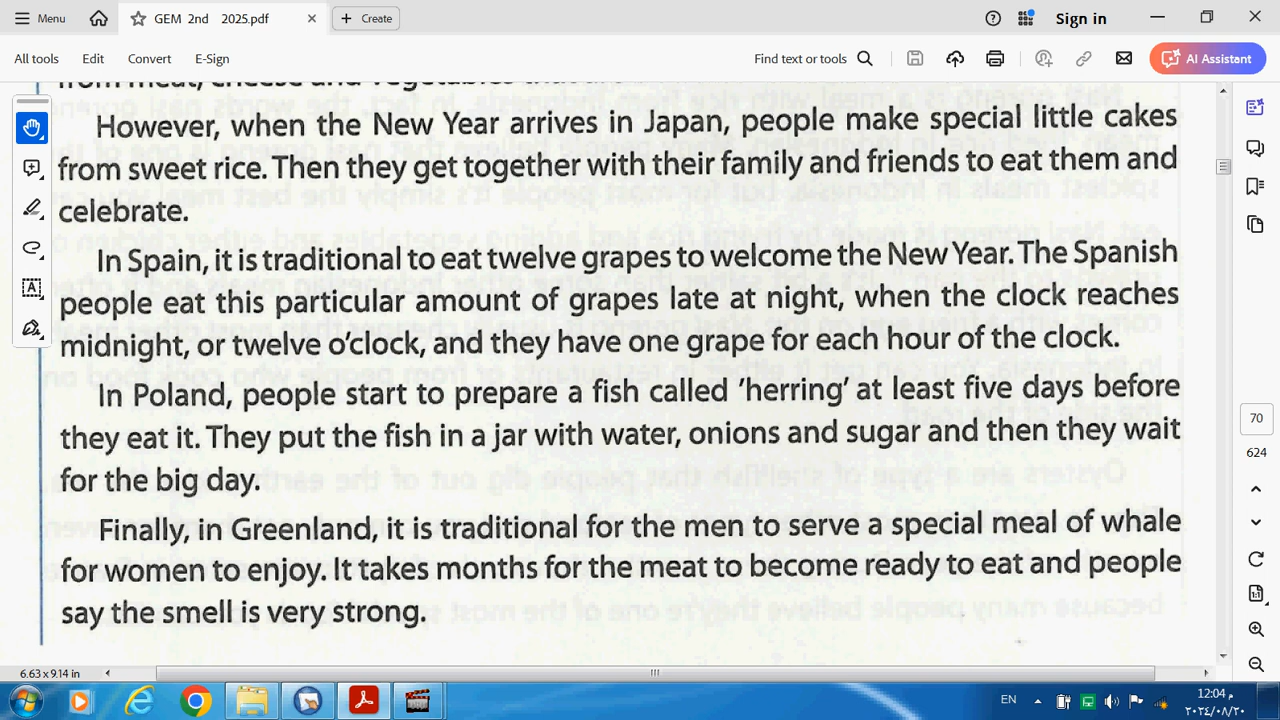 Menu
GEM 2nd 2025.pdf
Create
Sign in
All tools Edit Convert E-Sign
Find text or tools
AI Assistant
However, when the New Year arrives in Japan, people make special little cakes
from sweet rice. Then they get together with their family and friends to eat them and
celebrate.
In Spain, it is traditional to eat twelve grapes to welcome the New Year. The Spanish
people eat this particular amount of grapes late at night, when the clock reaches
midnight, or twelve o'clock, and they have one grape for each hour of the clock.
In Poland, people start to prepare a fish called 'herring' at least five days before
they eat it. They put the fish in a jar with water, onions and sugar and then they wait
for the big day.
Finally, in Greenland, it is traditional for the men to serve a special meal of whale
for women to enjoy. It takes months for the meat to become ready to eat and people
say the smell is very strong.
70
624
6.63 x 9.14 in
EN
12:04 م
٢٠٢٤/٠٨/٢٠